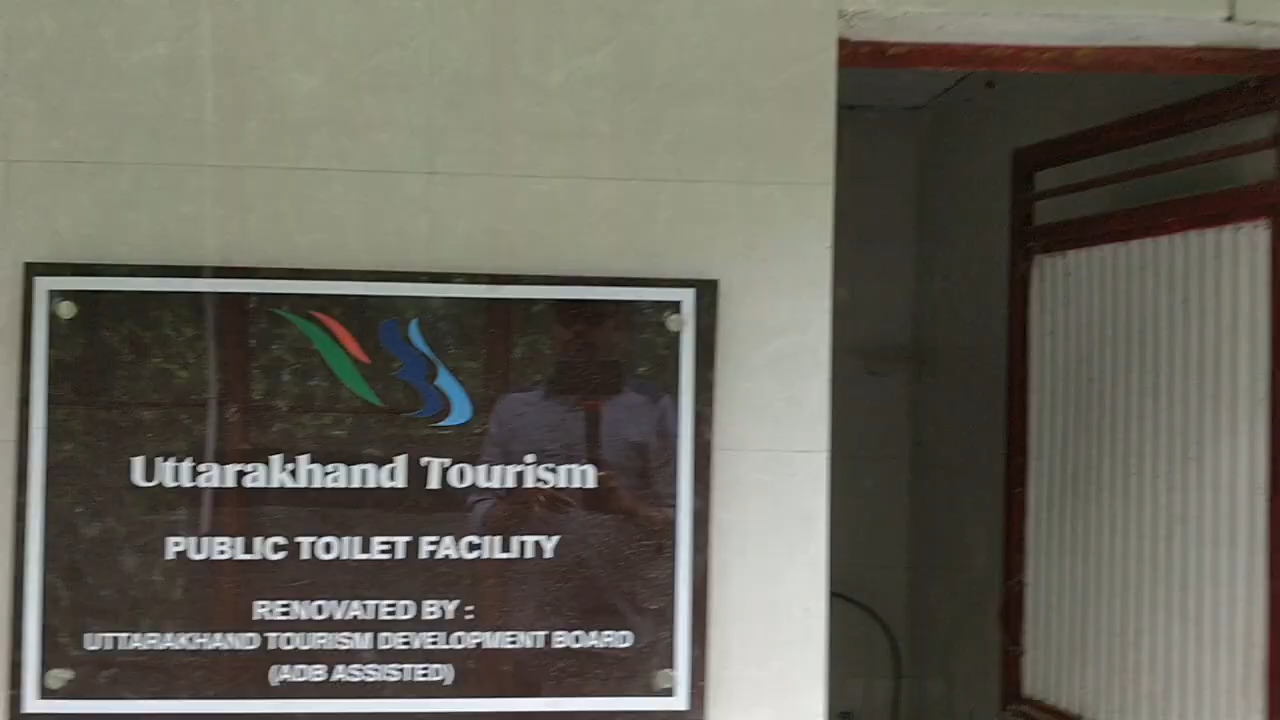 Uttarakhand Tourism
PUBLIC TOILET FACILITY
RENOVATED BY :
UTTARAKHAND TOURISM DEVELOPMENT BOARD
(ADB ASSISTED)